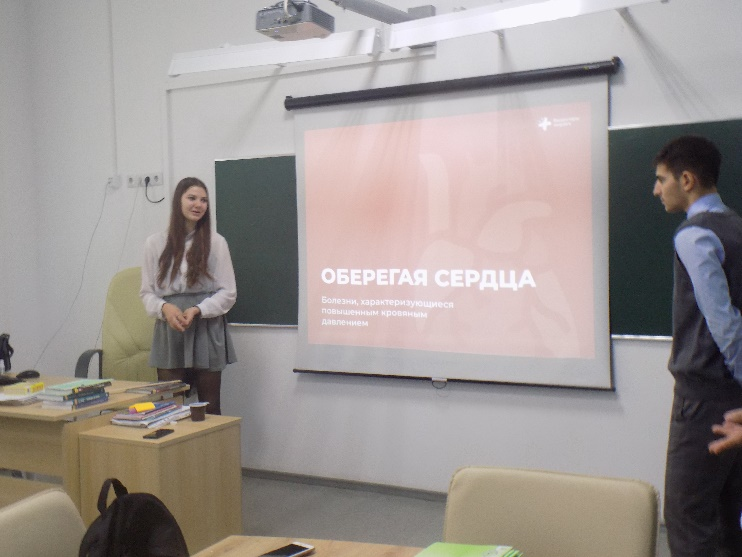 ОБЕРЕГАЯ СЕРДЦА
Болезни, характеризующиеся
повышенным кровяным
давлением